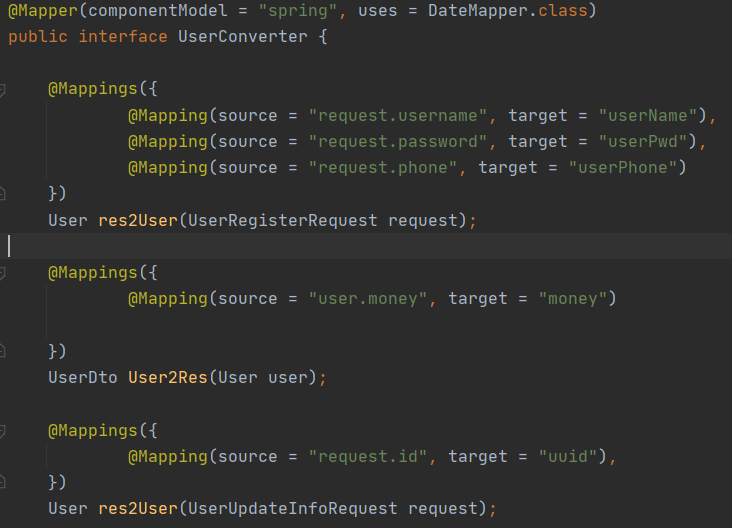 @Mapper(componentModel = "spring", uses = DateMapper.class)
public interface UserConverter {
@Mappings({
@Mapping(source = "request.username", target = "userName"),
@Mapping(source = "request.password", target = "userPwd"),
@Mapping(source = "request.phone", target = "userPhone")
})
User res2User(UserRegisterRequest request);
@Mappings({
@Mapping(source = "user.money", target = "money")
})
UserDto User2Res(User user);
@Mappings({
@Mapping(source = "request.id", target = "uuid"),
})
User res2User(UserUpdateInfoRequest request);